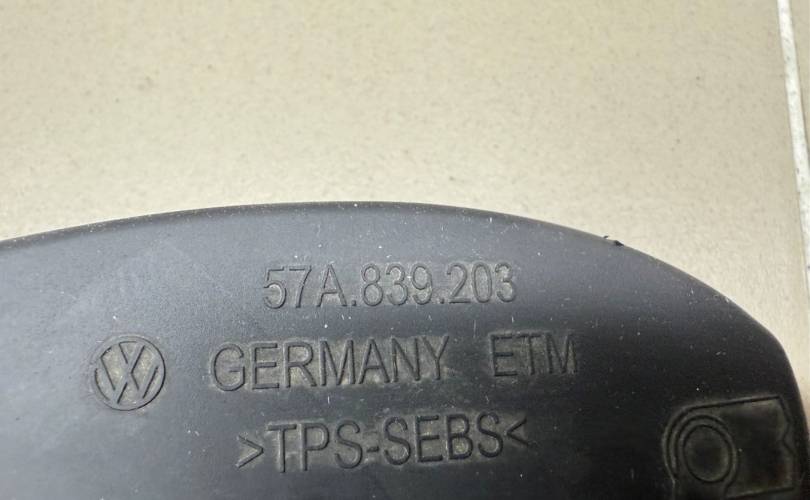 57A.839.203
GERMANY ETM
>TPS-SEBS<